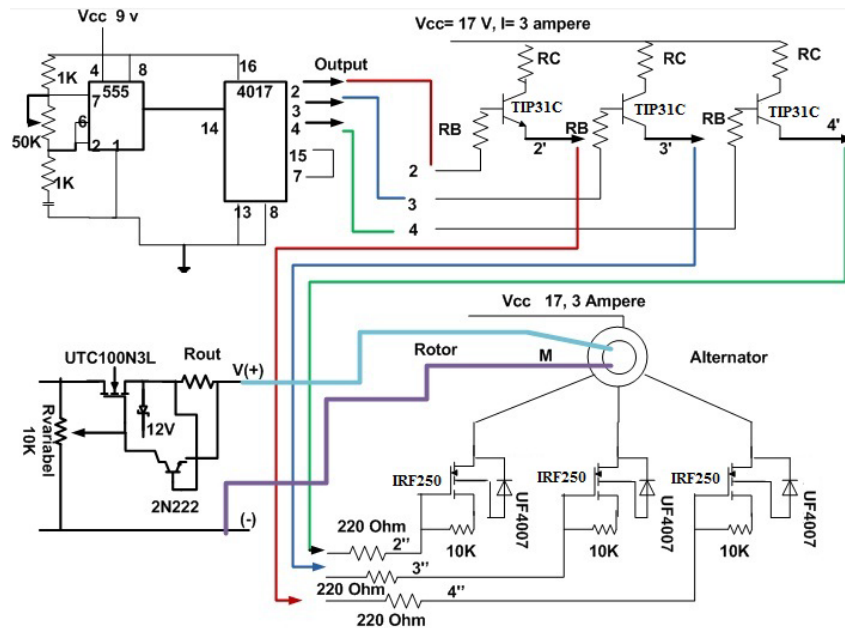 Vcc 9 v
1K
50K
1K
4
8
555
7
6
2
1
16
4017
14
13
8
Output
2
3
4
15
7
Vcc= 17 V, I= 3 ampere
RC
RC
RC
TIP31C
TIP31C
TIP31C
RB
RB
RB
2'
3'
4'
2
3
4
Vcc 17, 3 Ampere
Rotor
M
Alternator
UTC100N3L
Rout
V(+)
Rvariabel
10K
12V
2N222
(-)
IRF250
IRF250
IRF250
UF4007
UF4007
UF4007
10K
10K
10K
220 Ohm
2''
220 Ohm
3''
220 Ohm
4''